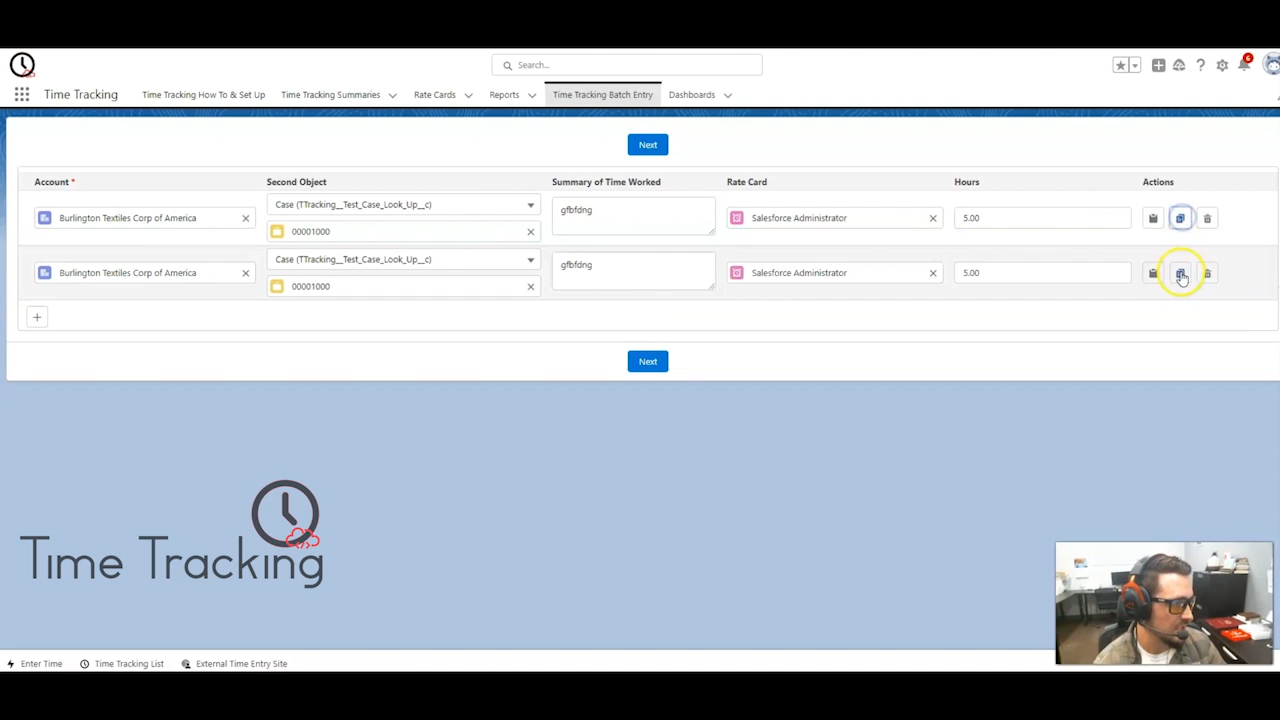 Search...
6
Time Tracking
Time Tracking How To & Set Up
Time Tracking Summaries
Rate Cards
Reports
Time Tracking Batch Entry
Dashboards
Next
Account *
Second Object
Summary of Time Worked
Rate Card
Hours
Actions
Burlington Textiles Corp of America
Case (TTracking__Test_Case_Look_Up__c)
00001000
gfbfdng
Salesforce Administrator
5.00
Burlington Textiles Corp of America
Case (TTracking__Test_Case_Look_Up__c)
00001000
gfbfdng
Salesforce Administrator
5.00
Next
Time Tracking
Enter Time
Time Tracking List
External Time Entry Site